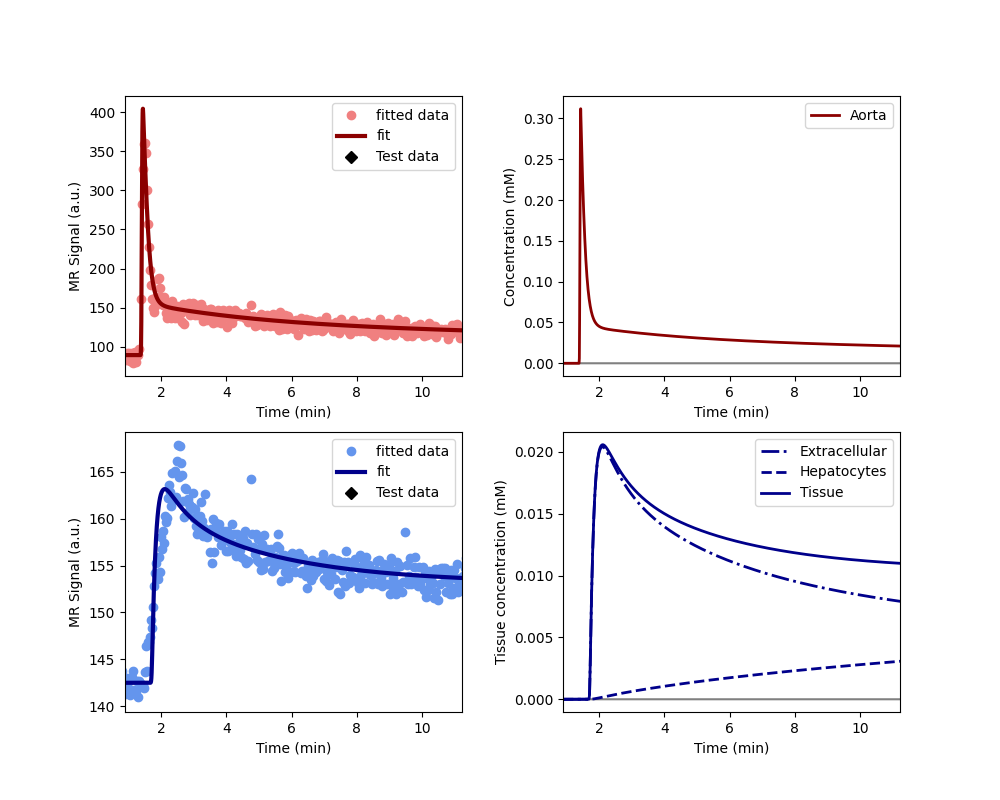 400
350
300
250
200
150
100
MR Signal (a.u.)
2
4
6
8
10
Time (min)
fitted data
fit
Test data
0.30
0.25
0.20
0.15
0.10
0.05
0.00
Concentration (mM)
2
4
6
8
10
Time (min)
Aorta
165
160
155
150
145
140
MR Signal (a.u.)
2
4
6
8
10
Time (min)
fitted data
fit
Test data
0.020
0.015
0.010
0.005
0.000
Tissue concentration (mM)
2
4
6
8
10
Time (min)
Extracellular
Hepatocytes
Tissue